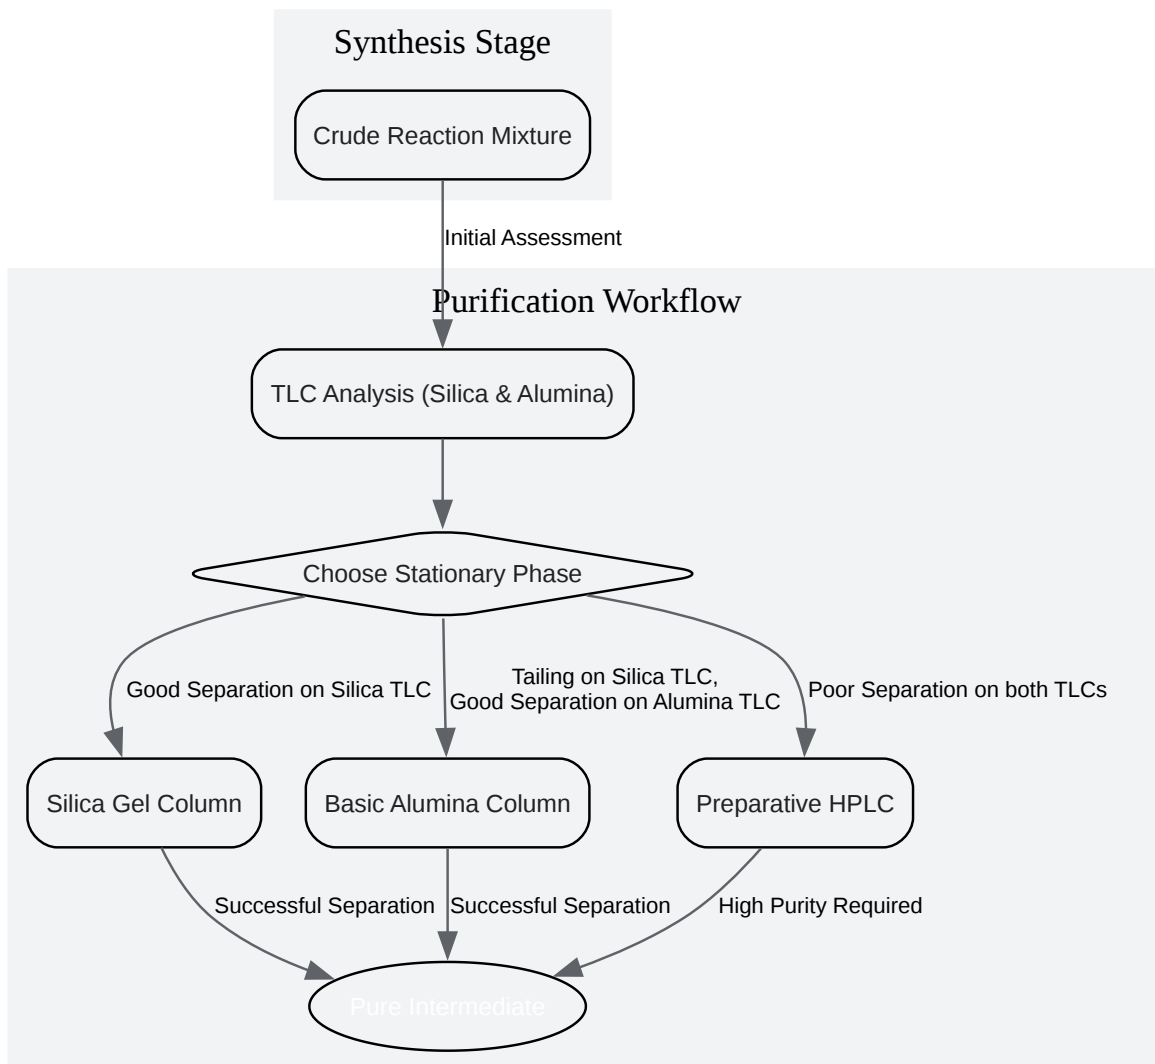 Synthesis Stage
Crude Reaction Mixture
Initial Assessment
Purification Workflow
TLC Analysis (Silica & Alumina)
Choose Stationary Phase
Good Separation on Silica TLC
Tailing on Silica TLC,
Good Separation on Alumina TLC
Poor Separation on both TLCs
Silica Gel Column
Basic Alumina Column
Preparative HPLC
Successful Separation
Successful Separation
High Purity Required
Pure Intermediate